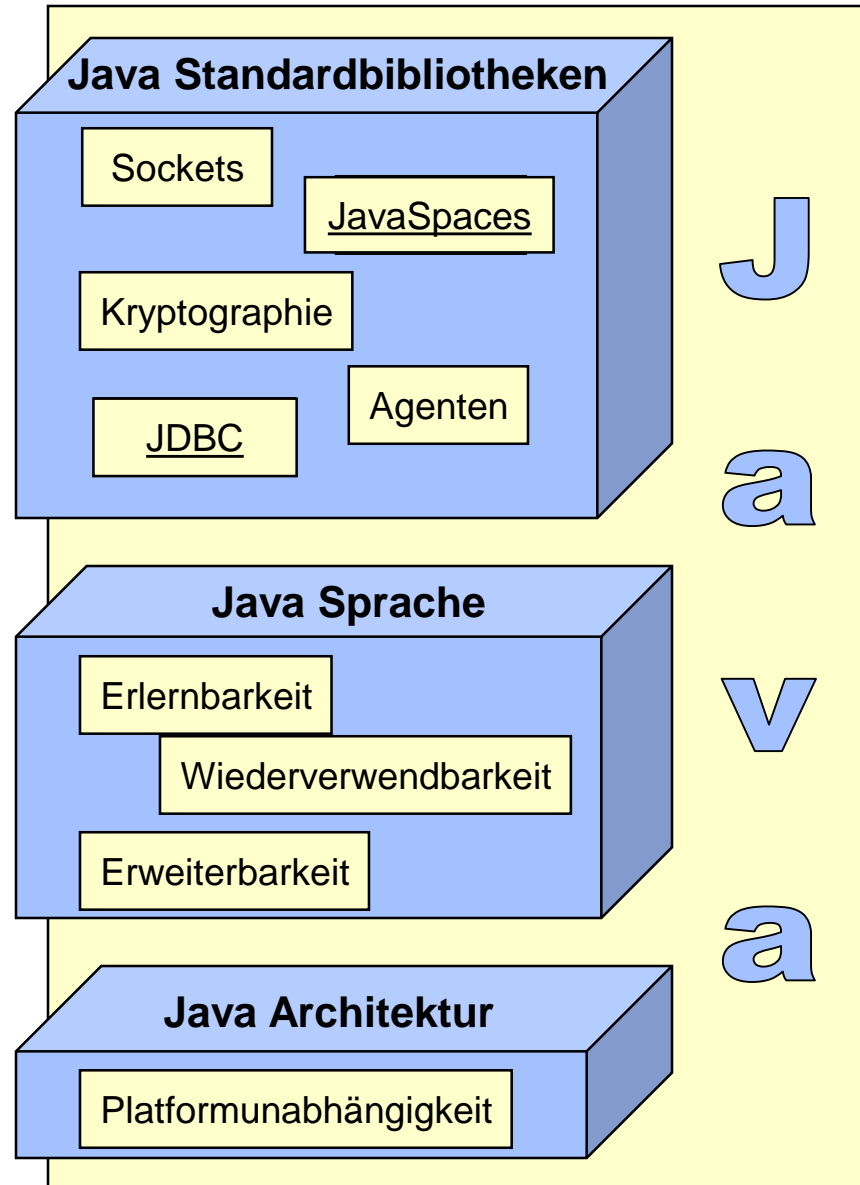 Java Standardbibliotheken
Sockets
JavaSpaces
Kryptographie
Agenten
JDBC
Java Sprache
Erlernbarkeit
Wiederverwendbarkeit
Erweiterbarkeit
Java Architektur
Platformunabhängigkeit
J
a
v
a